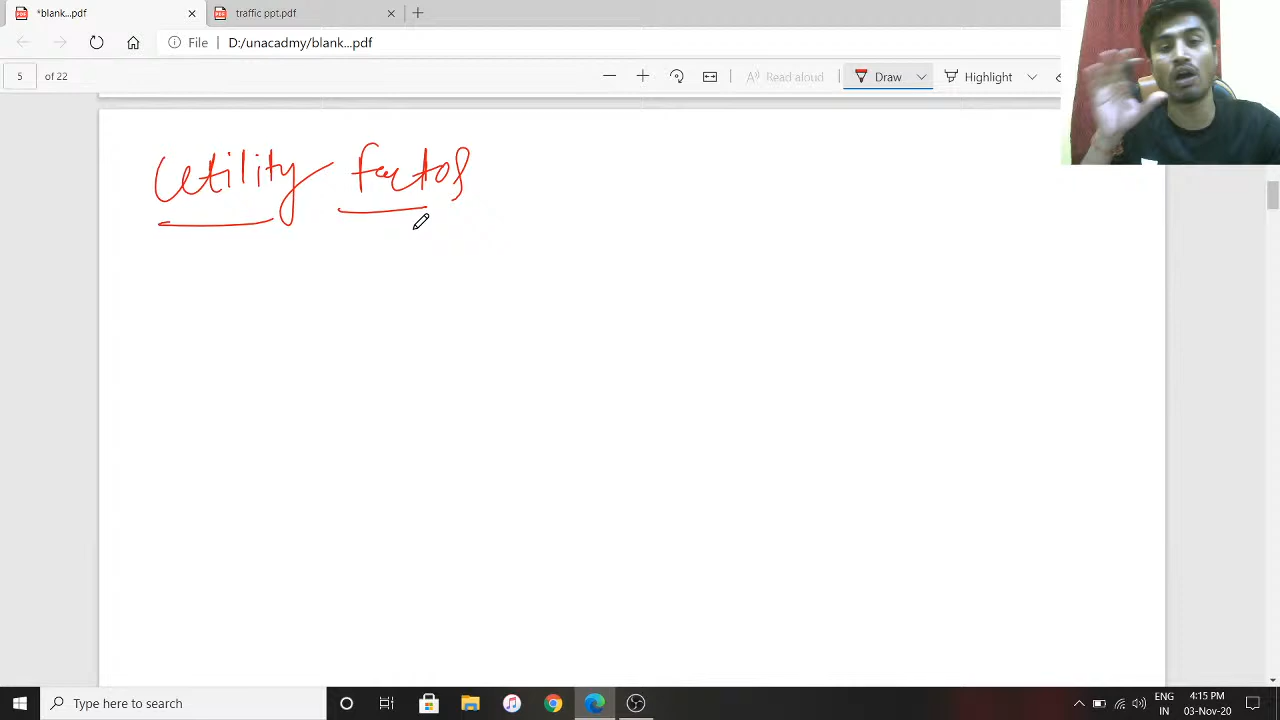 *blank...pdf
traffic ppt.pdf
File
D:/unacadmy/blank...pdf
5
of 22
Read aloud
Draw
Highlight
Utility Factor
Type here to search
ENG
IN
4:15 PM
03-Nov-20